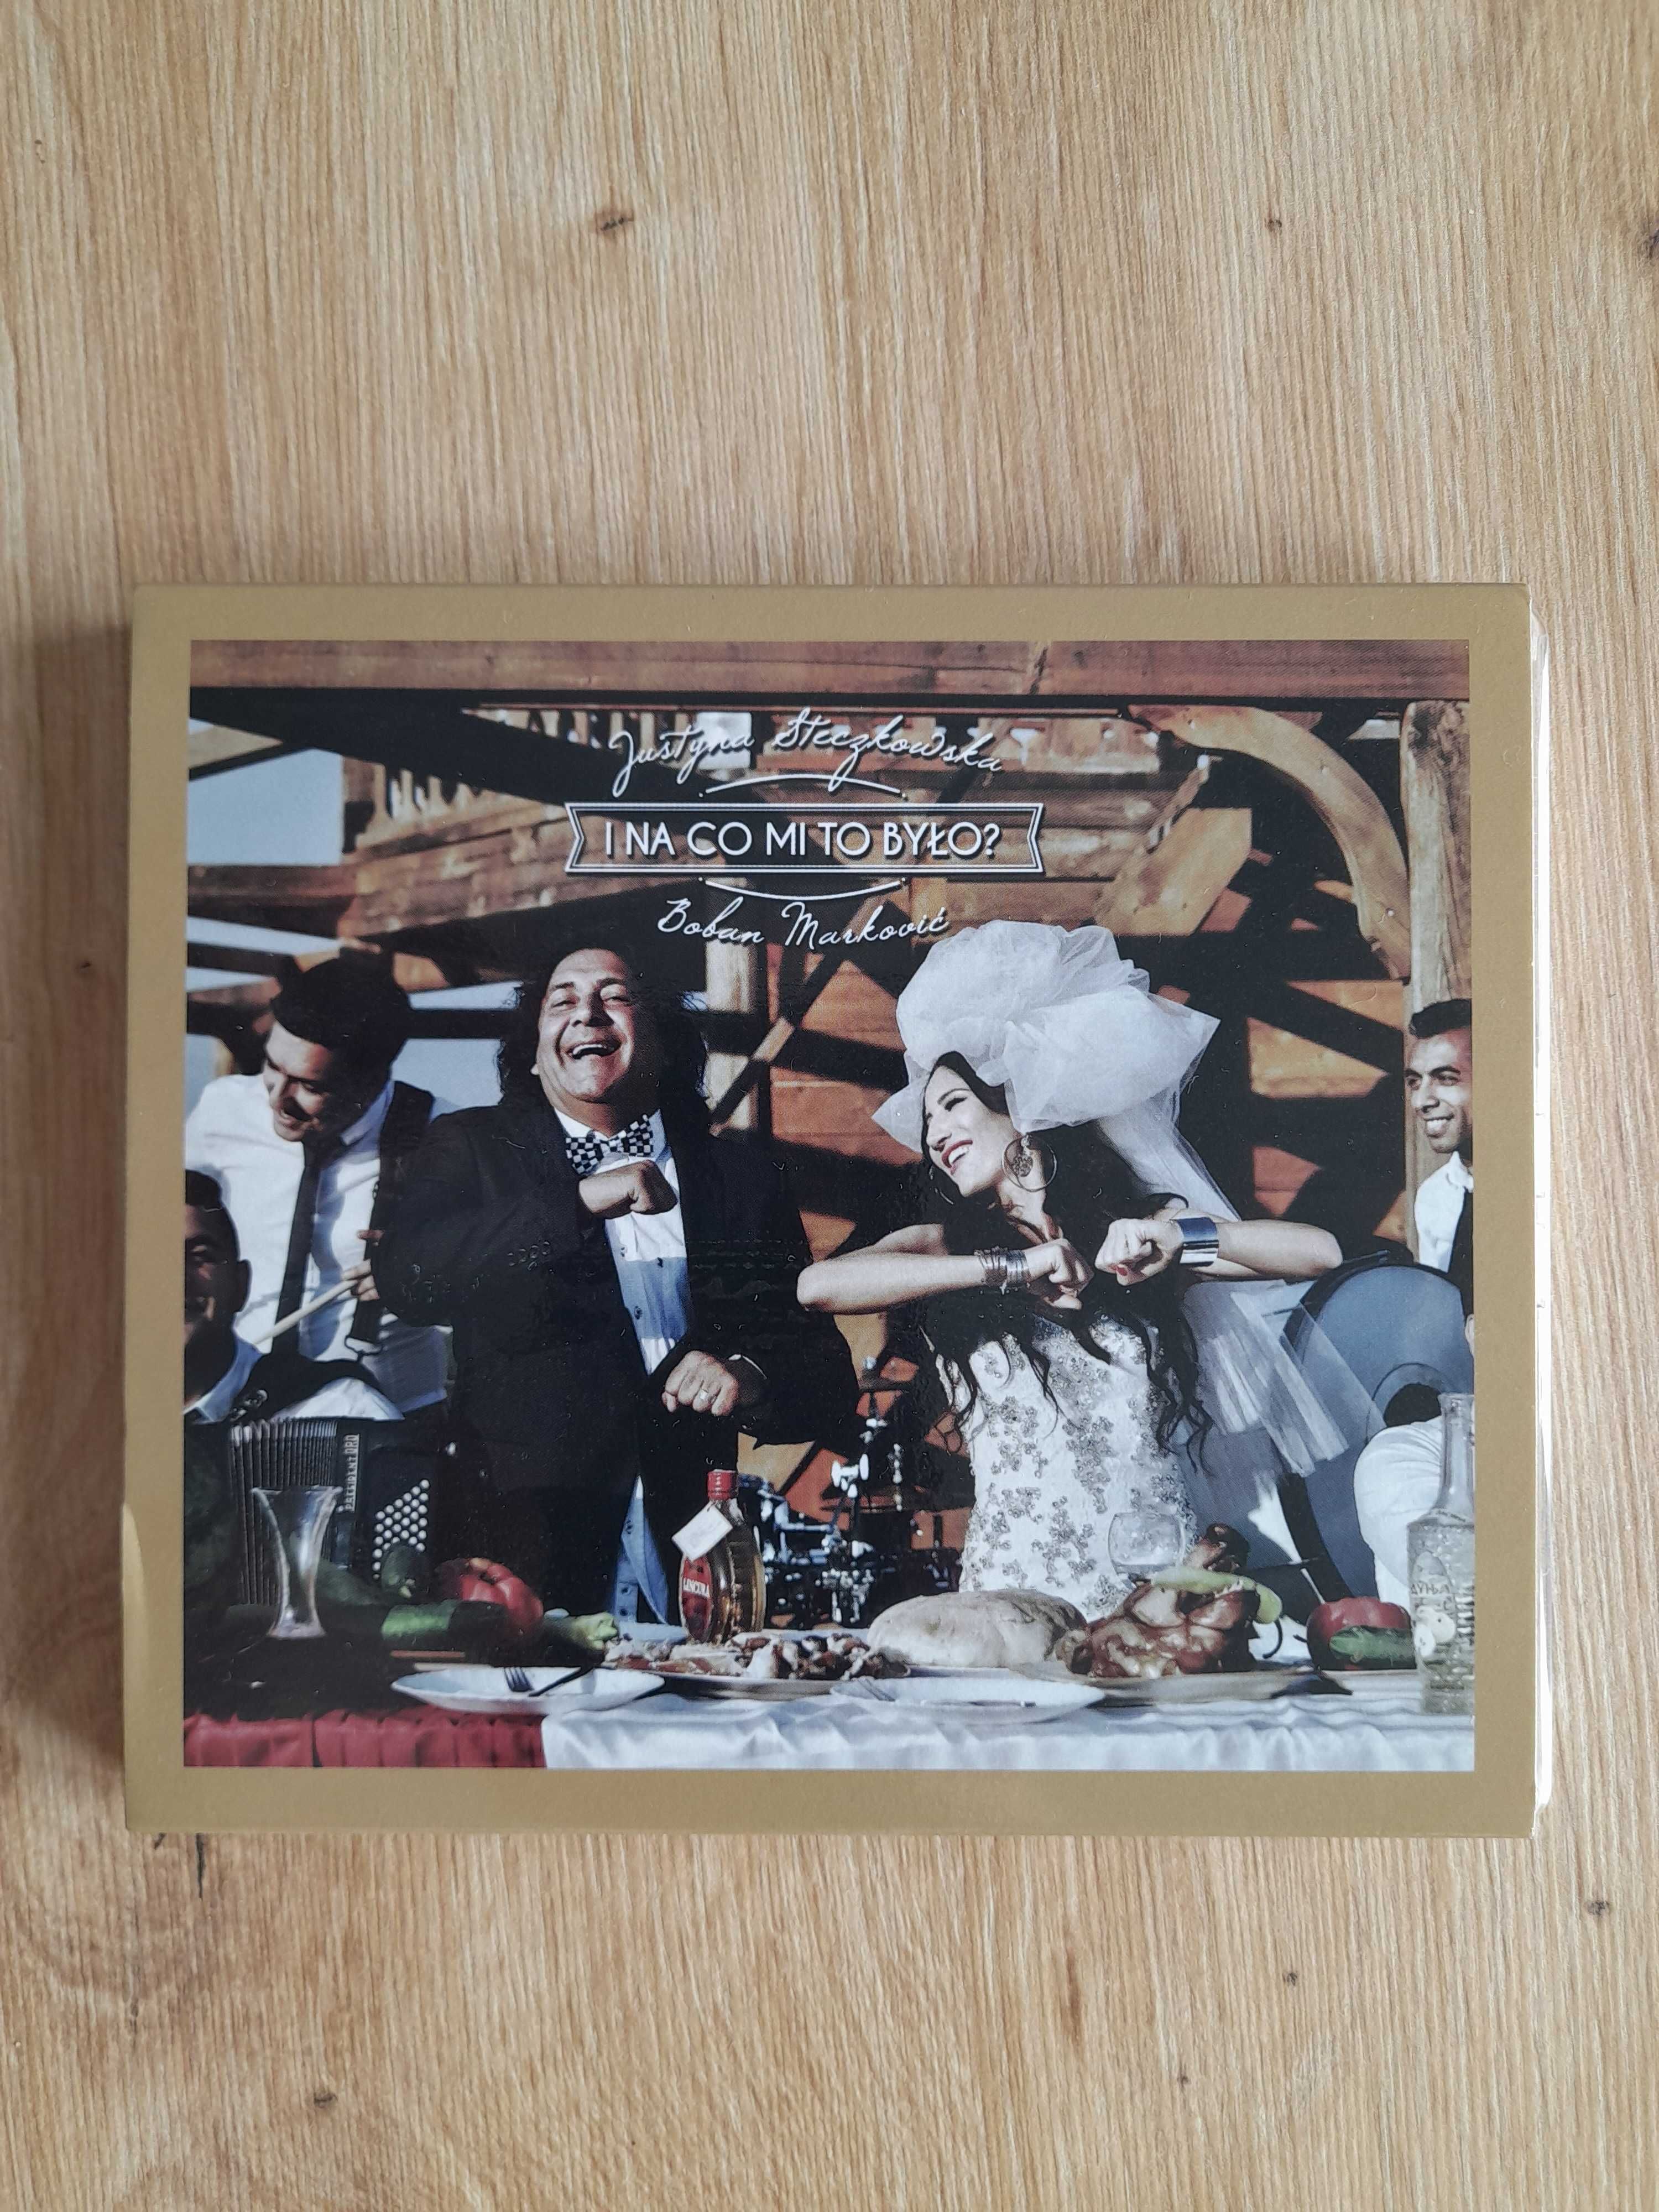 Justyna Steczkowska
I NA CO MI TO BYŁO?
Boban Marković